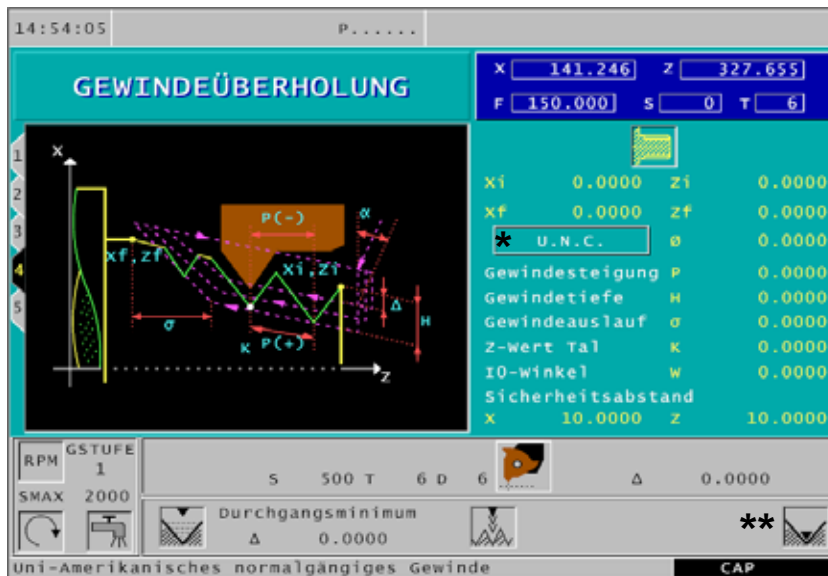 14:54:05 P......
GEWINDEÜBERHOLUNG
X 141.246 Z 327.655
F 150.000 S 0 T 6
1
2
3
4
5
X
P(-)
α
xf,zf
Xi,Zi
Δ
H
σ
K P(+)
Z
Xi 0.0000 Zi 0.0000
xf 0.0000 zf 0.0000
* U.N.C. Ø 0.0000
Gewindesteigung P 0.0000
Gewindetiefe H 0.0000
Gewindeauslauf σ 0.0000
Z-Wert Tal K 0.0000
IO-Winkel W 0.0000
Sicherheitsabstand
X 10.0000 Z 10.0000
RPM GSTUFE
1
SMAX 2000
S 500 T 6 D 6 Δ 0.0000
Durchgangsminimum
Δ 0.0000
**
Uni-Amerikanisches normalgängiges Gewinde CAP